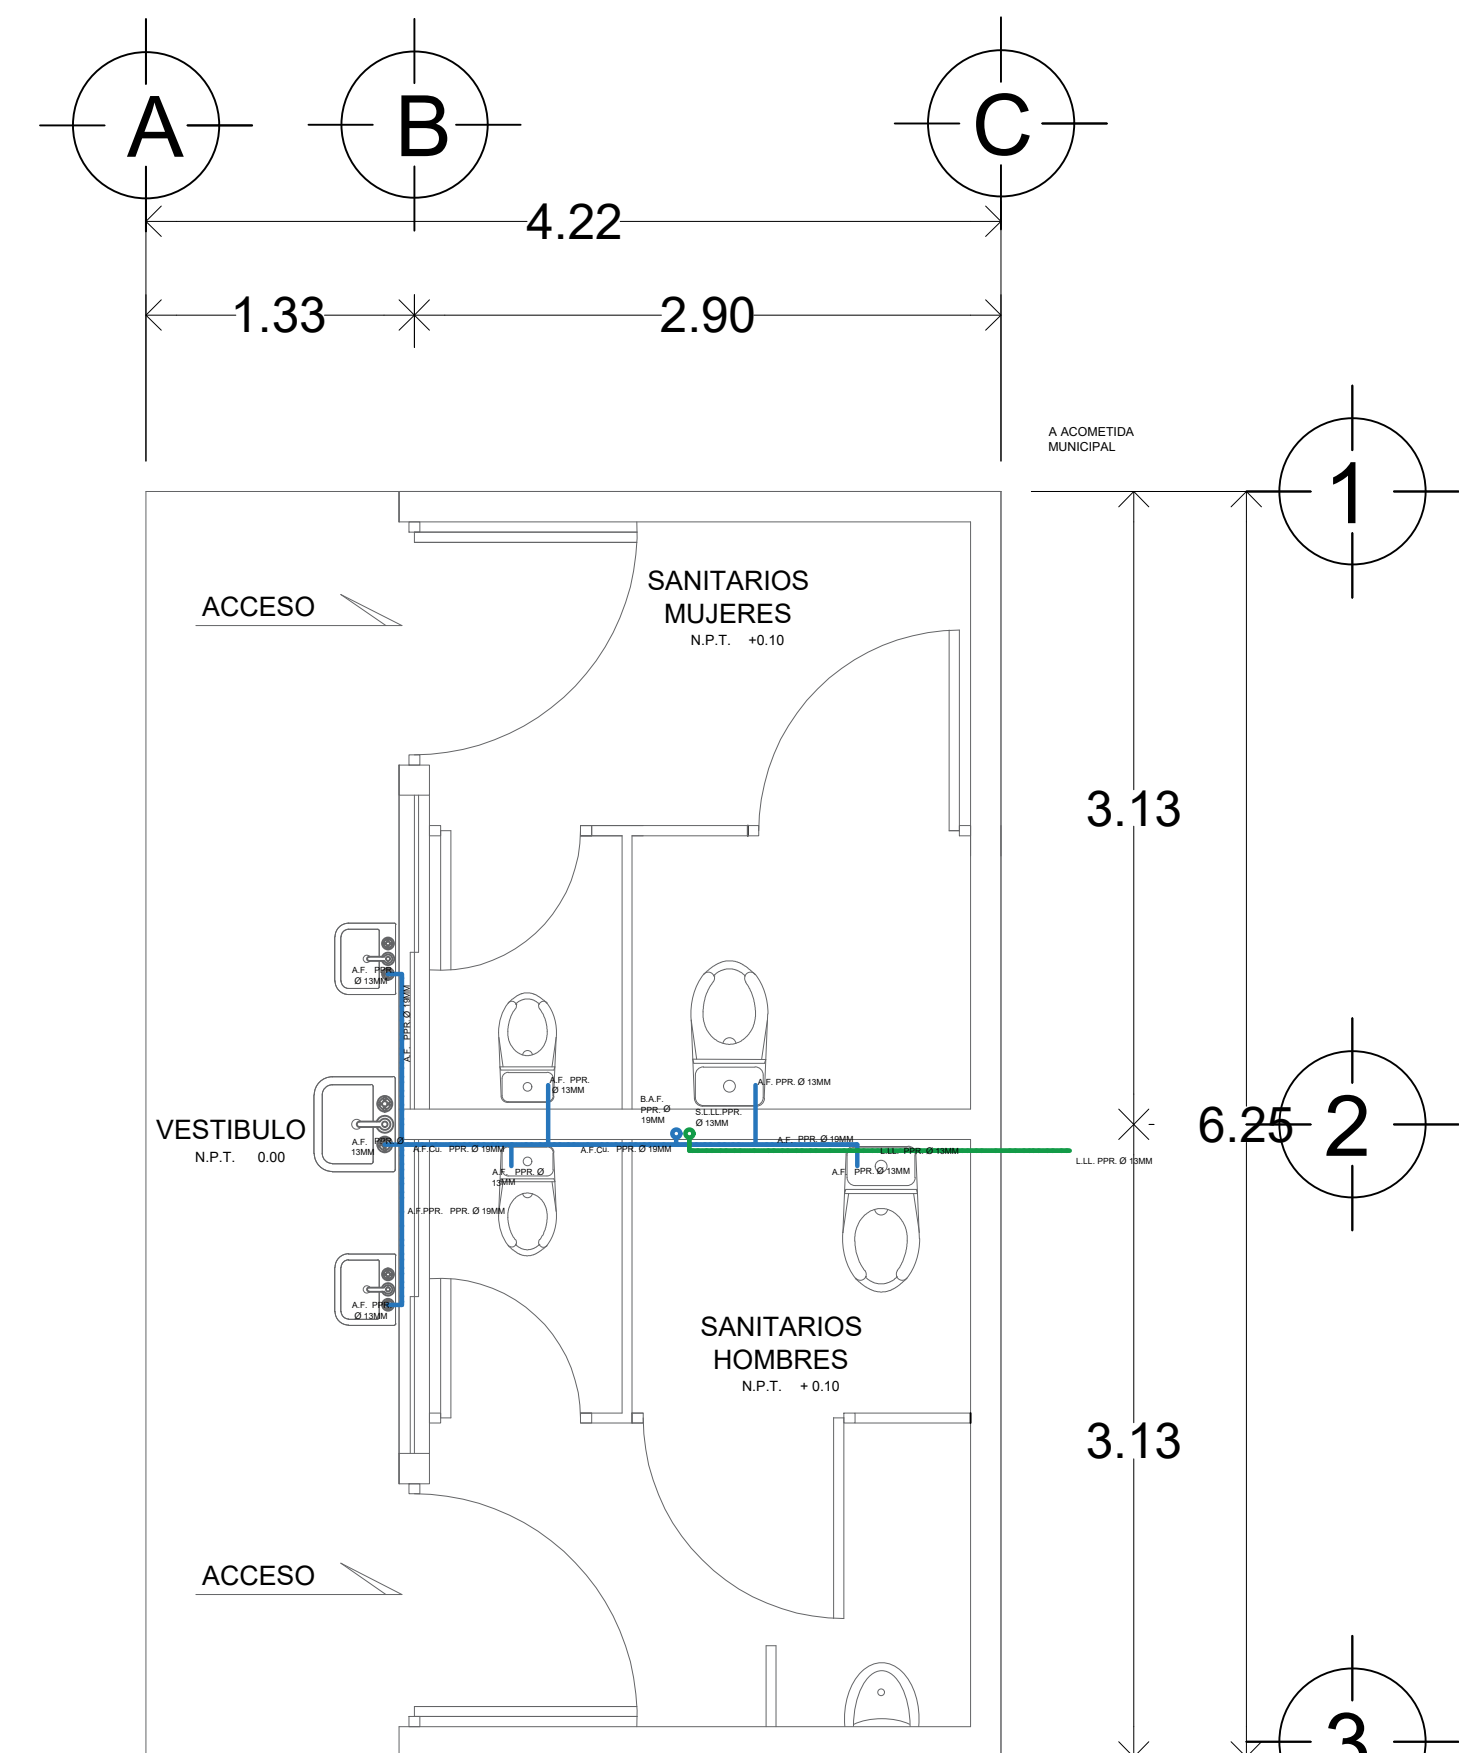 A
B
C
4.22
1.33
2.90
A ACOMETIDA
MUNICIPAL
1
SANITARIOS
MUJERES
N.P.T. +0.10
ACCESO
3.13
A.F. PPR.
Ø 13MM
A.F. PPR. Ø 19MM
A.F. PPR.
Ø 13MM
A.F. PPR. Ø 13MM
B.A.F.
PPR. Ø
19MM
S.L.LL.PPR.
Ø 13MM
VESTIBULO
N.P.T. 0.00
A.F. PPR. Ø
13MM
A.F.Cu. PPR. Ø 19MM
A.F.Cu. PPR. Ø 19MM
A.F. PPR. Ø 19MM
L.LL. PPR. Ø 13MM
L.LL. PPR. Ø 13MM
6.25
2
A.F. PPR. Ø
13MM
A.F. PPR. Ø 13MM
A.F.PPR. PPR. Ø 19MM
A.F. PPR.
Ø 13MM
SANITARIOS
HOMBRES
N.P.T. + 0.10
3.13
ACCESO
3